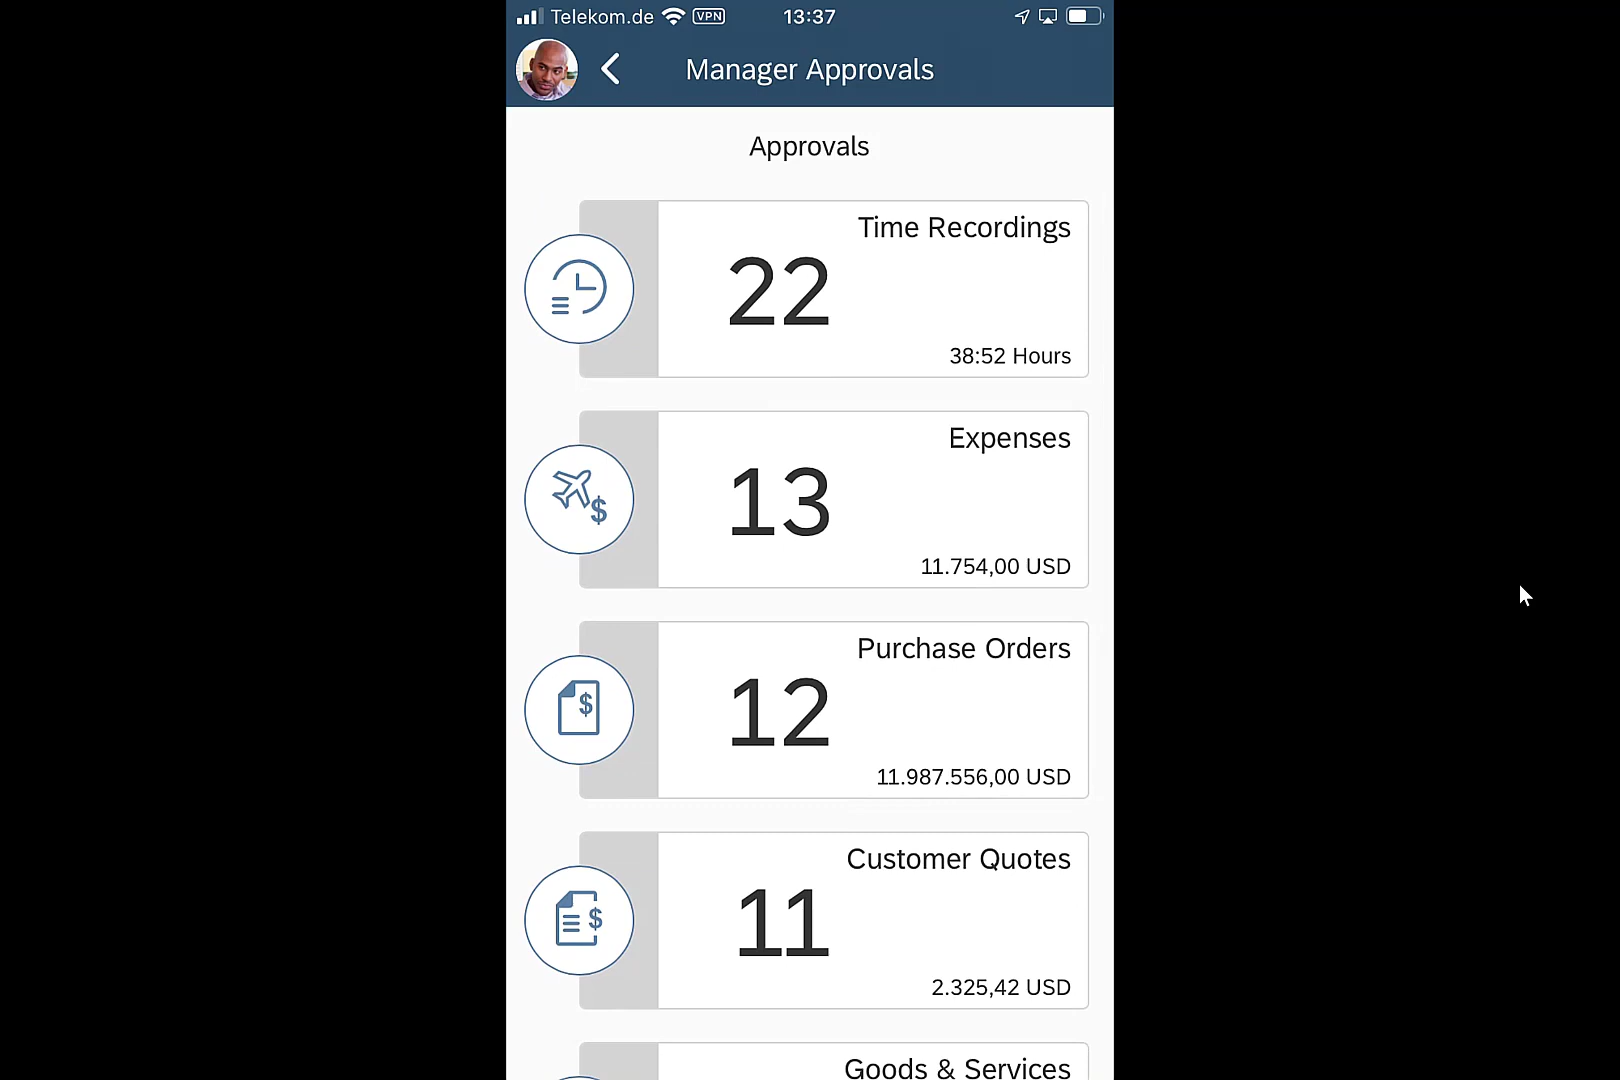 Telekom.de VPN 13:37
Manager Approvals
Approvals
Time Recordings
22
38:52 Hours
Expenses
$
13
11.754,00 USD
Purchase Orders
$
12
11.987.556,00 USD
Customer Quotes
$
11
2.325,42 USD
Goods & Services